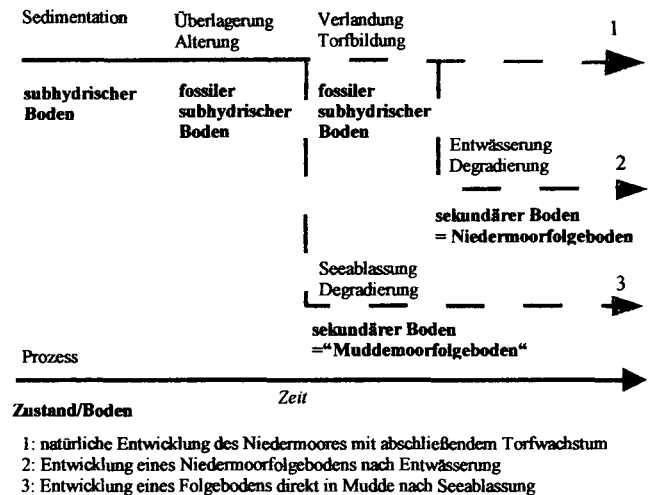 Sedimentation
Überlagerung
Alterung
Verlandung
Torfbildung
1
subhydrischer
Boden
fossiler
subhydrischer
Boden
fossiler
subhydrischer
Boden
Entwässerung
Degradierung
2
sekundärer Boden
= Niedermoorfolgeboden
Seeablassung
Degradierung
3
sekundärer Boden
=“Muddemoorfolgeboden“
Prozess
Zeit
Zustand/Boden
1: natürliche Entwicklung des Niedermoores mit abschließendem Torfwachstum
2: Entwicklung eines Niedermoorfolgebodens nach Entwässerung
3: Entwicklung eines Folgebodens direkt in Mudde nach Seeablassung